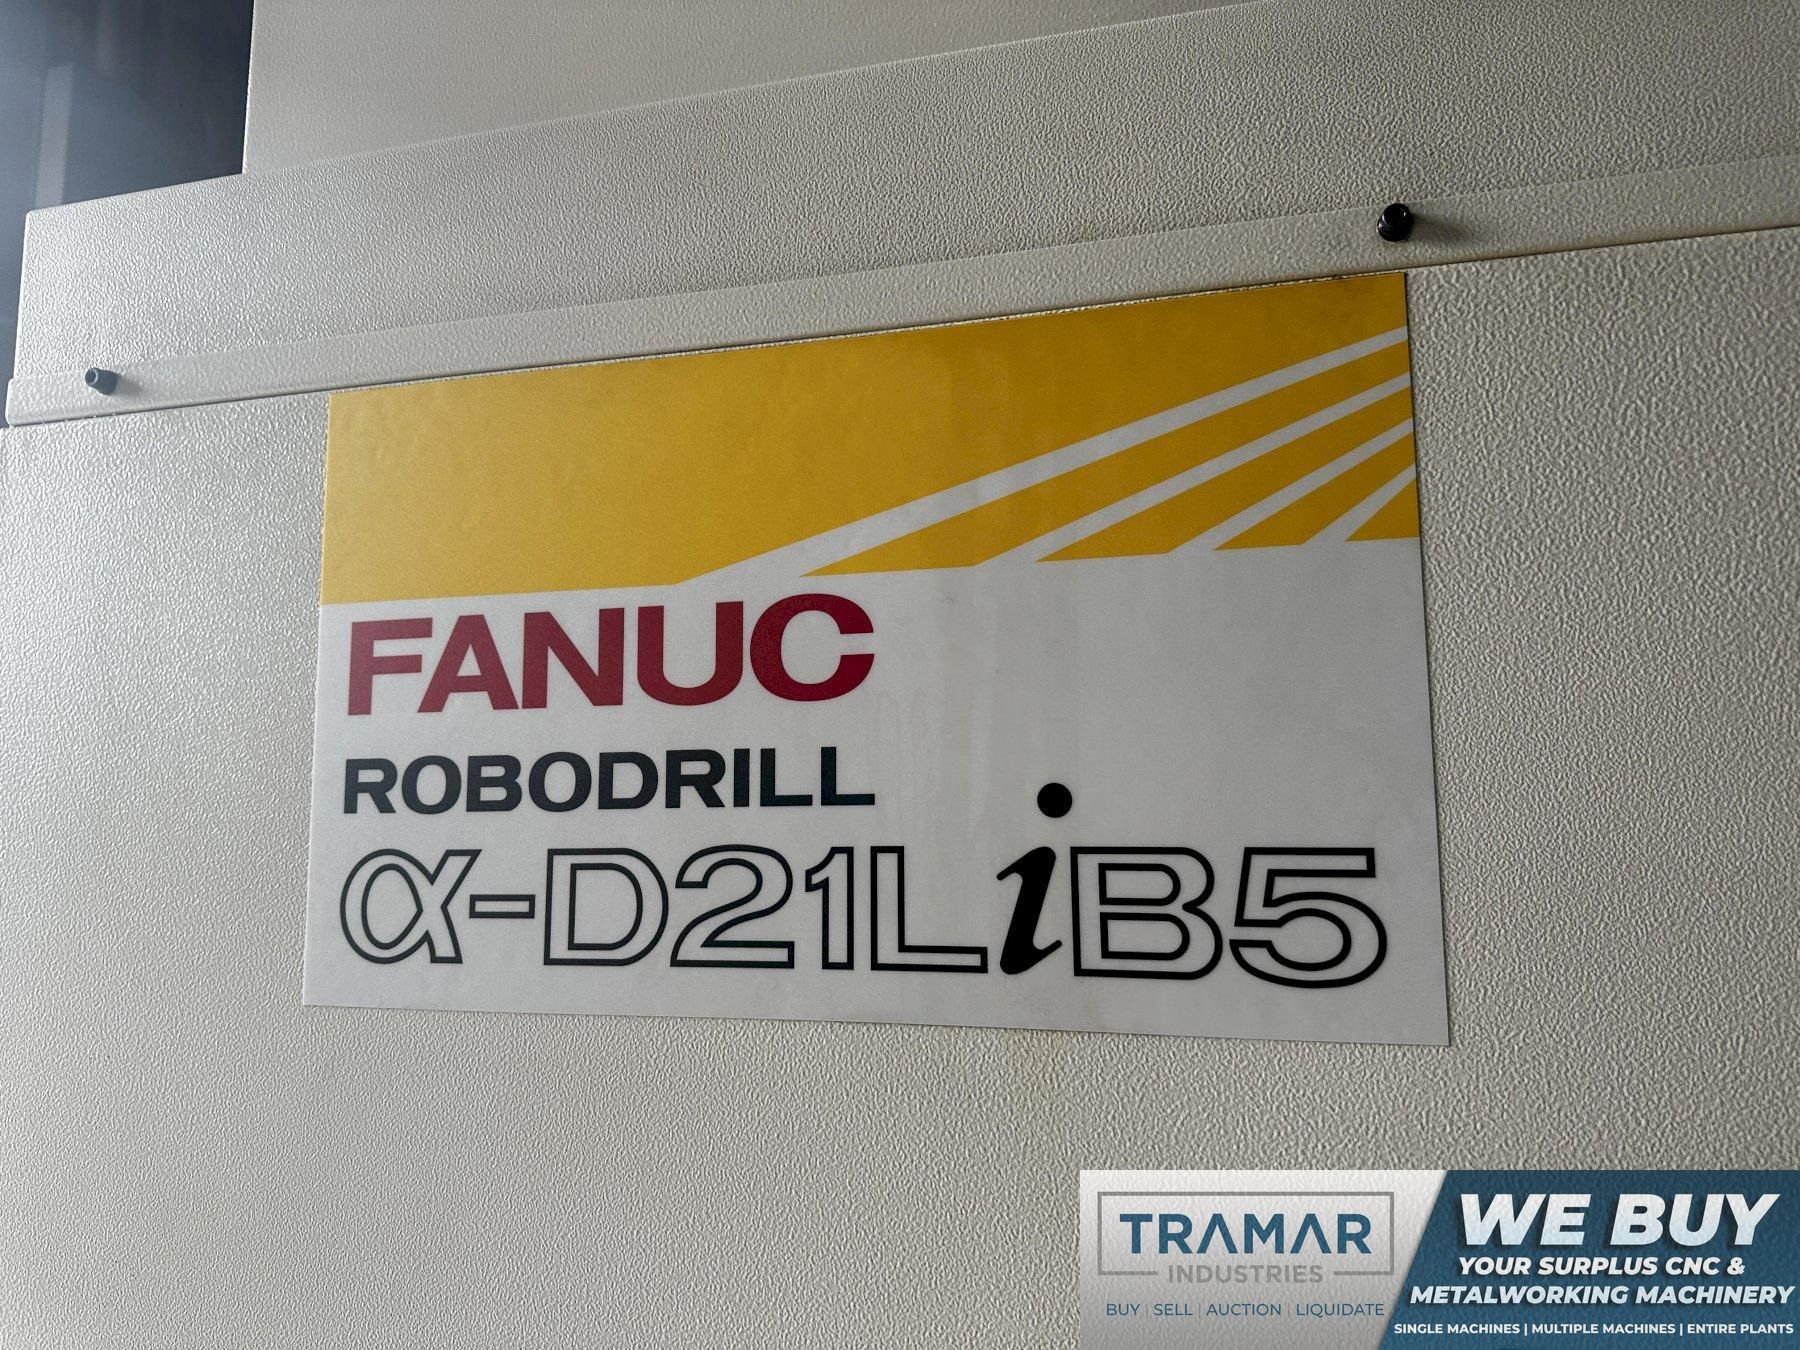 FANUC
ROBODRILL
α-D21LiB5
TRAMAR
INDUSTRIES
BUY | SELL | AUCTION | LIQUIDATE
WE BUY
YOUR SURPLUS CNC &
METALWORKING MACHINERY
SINGLE MACHINES | MULTIPLE MACHINES | ENTIRE PLANTS